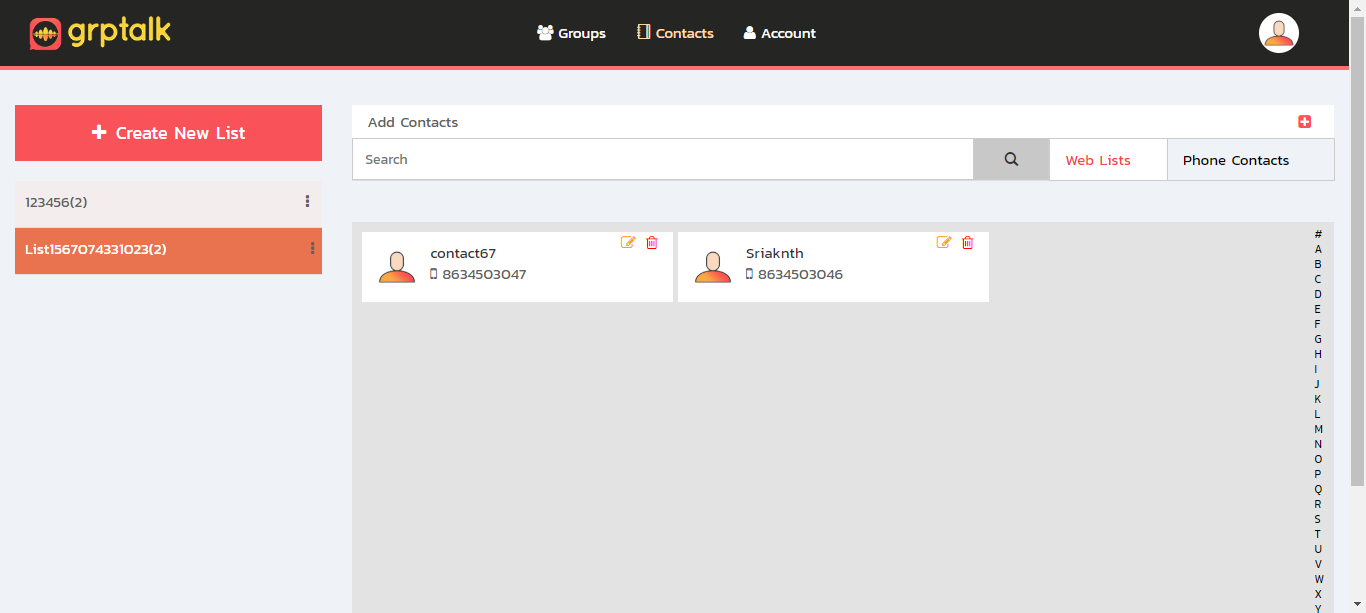 grptalk
Groups Contacts Account
Create New List
123456(2)
List1567074331023(2)
Add Contacts
Search
Web Lists
Phone Contacts
contact67
8634503047
Sriaknth
8634503046
#
A
B
C
D
E
F
G
H
I
J
K
L
M
N
O
P
Q
R
S
T
U
V
W
X
Y